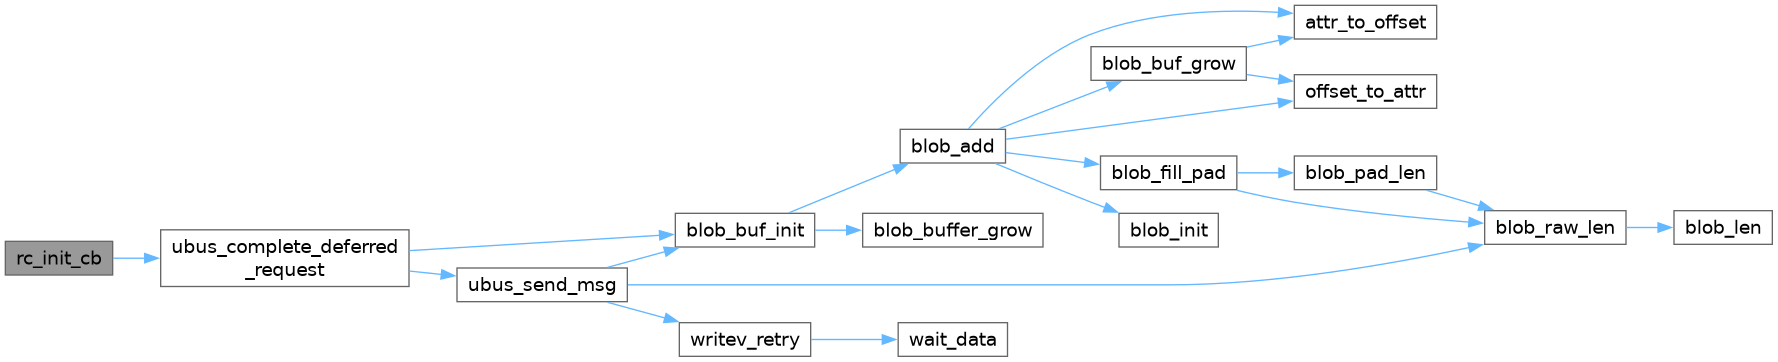 rc_init_cb
ubus_complete_deferred
_request
ubus_send_msg
blob_buf_init
writev_retry
blob_add
blob_buffer_grow
wait_data
blob_buf_grow
blob_fill_pad
blob_init
attr_to_offset
offset_to_attr
blob_pad_len
blob_raw_len
blob_len